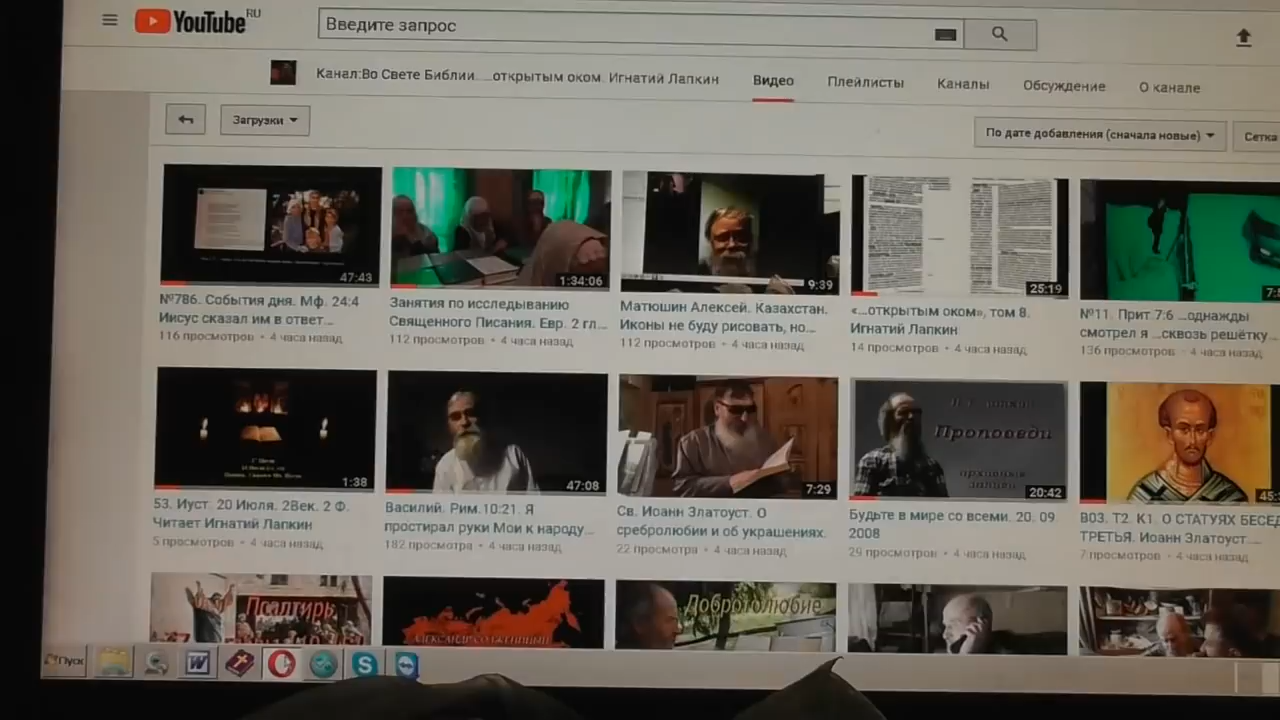 YouTube RU
Введите запрос
Канал:Во Свете Библии....открытым оком. Игнатий Лапкин
Видео
Плейлисты
Каналы
Обсуждение
О канале
Загрузки
По дате добавления (сначала новые)
Сетка
47:43
1:34:06
9:39
25:19
№786. События дня. Мф. 24:4
Иисус сказал им в ответ...
116 просмотров • 4 часа назад
Занятия по исследыванию
Священного Писания. Евр. 2 гл...
112 просмотров • 4 часа назад
Матюшин Алексей. Казахстан.
Иконы не буду рисовать, но...
112 просмотров • 4 часа назад
«...открытым оком», том 8.
Игнатий Лапкин
14 просмотров • 4 часа назад
№11. Прит 7:6 ...однажды
смотрел я ...сквозь решётку...
136 просмотров • 4 часа назад
1:38
47:08
7:29
Проповеди
архивные
записи
20:42
45:
53. Иуст. 20 Июля. 2Век. 2 Ф.
Читает Игнатий Лапкин
5 просмотров • 4 часа назад
Василий. Рим.10:21. Я
простирал руки Мои к народу...
182 просмотра • 4 часа назад
Св. Иоанн Златоуст. О
сребролюбии и об украшениях.
22 просмотра • 4 часа назад
Будьте в мире со всеми. 20. 09.
2008
29 просмотров • 4 часа назад
В03. Т2. К1. О СТАТУЯХ БЕСЕД
ТРЕТЬЯ. Иоанн Златоуст....
7 просмотров • 4 часа назад
Псалтирь
АЛЕКСАНДР СОЛЖЕНИЦЫН
Добротолюбие
Пуск